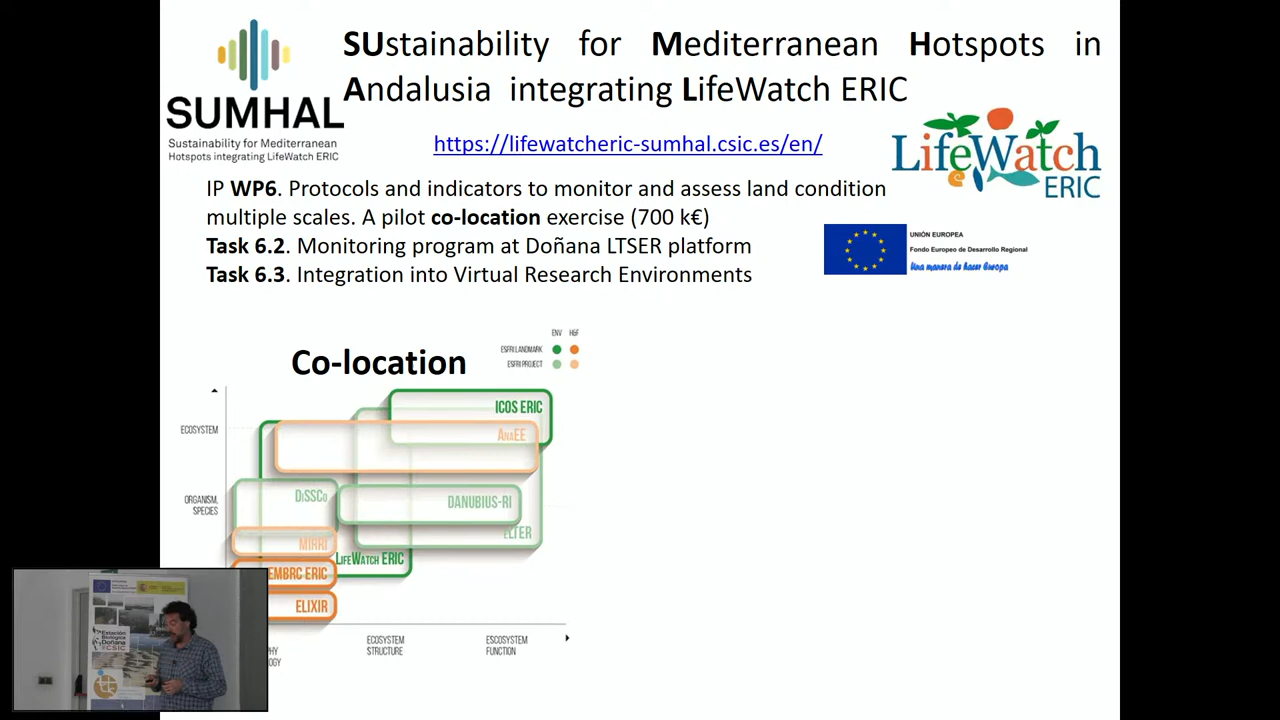 SUstainability for Mediterranean Hotspots in
Andalusia integrating LifeWatch ERIC
SUMHAL
Sustainability for Mediterranean
Hotspots integrating LifeWatch ERIC
https://lifewatcheric-sumhal.csic.es/en/
LifeWatch
ERIC
IP WP6. Protocols and indicators to monitor and assess land condition
multiple scales. A pilot co-location exercise (700 k€)
Task 6.2. Monitoring program at Doñana LTSER platform
Task 6.3. Integration into Virtual Research Environments
UNIÓN EUROPEA
Fondo Europeo de Desarrollo Regional
Una manera de hacer Europa
Co-location
ENV H&F
ESFRI LANDMARK
ESFRI PROJECT
ICOS ERIC
ECOSYSTEM
AnaEE
DiSSCo
ORGANISM,
SPECIES
DANUBIUS-RI
eLTER
MIRRI
LifeWatch ERIC
EMBRC ERIC
ELIXIR
ECOSYSTEM
STRUCTURE
ESCOSYSTEM
FUNCTION
Estación
Biológica
Doñana
CSIC